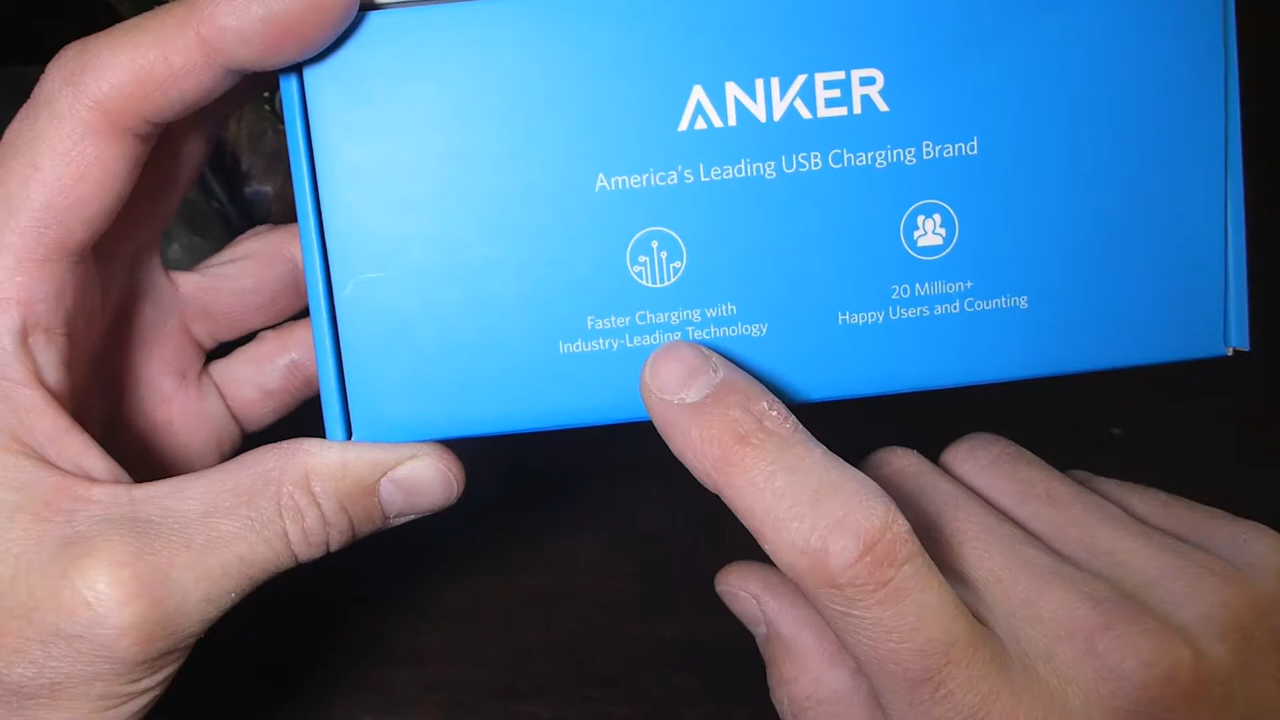 ANKER
America's Leading USB Charging Brand
Faster Charging with
Industry-Leading Technology
20 Million+
Happy Users and Counting